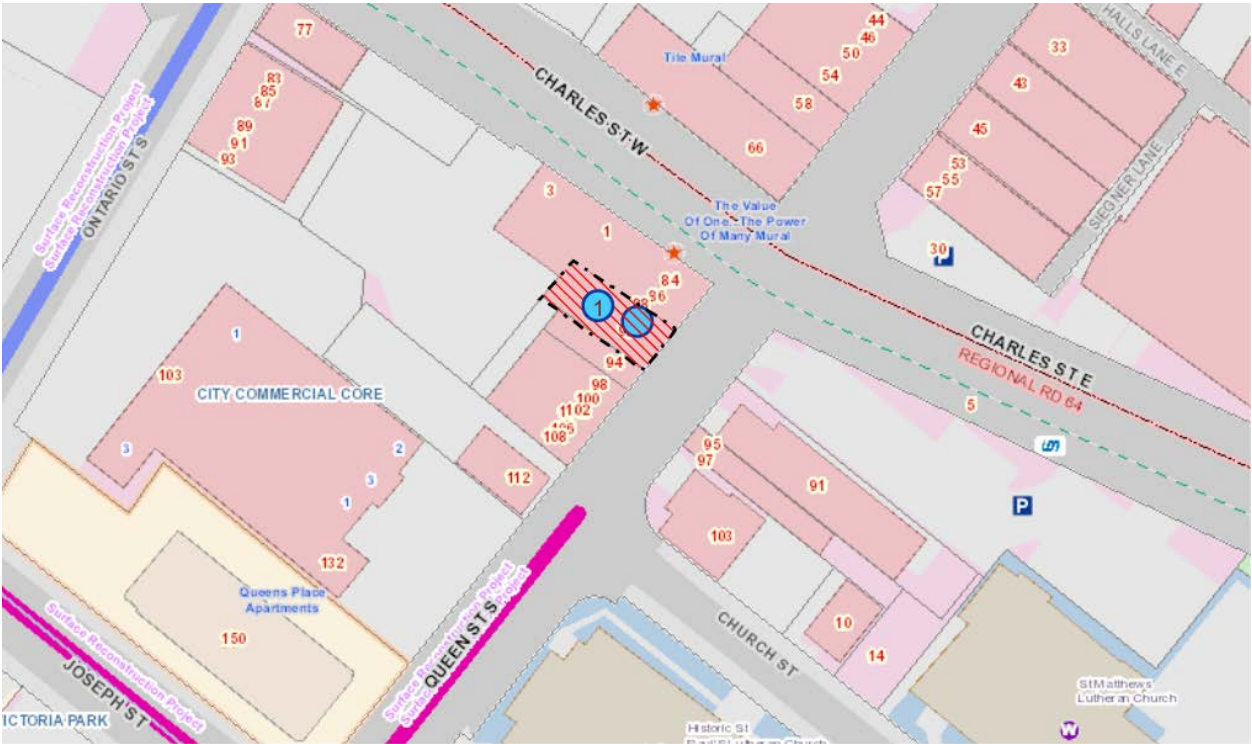 77
83
85
87
89
91
93
Surface Reconstruction Project
Surface Reconstruction Project
ONTARIO ST S
CHARLES ST W
Tile Mural
44
46
50
54
58
66
HALLS LANE E
33
43
45
53
55
57
SIEGNER LANE
30
P
3
1
The Value
Of One...The Power
Of Many Mural
84
86
88
1
94
98
100
102
108
112
CHARLES ST E
REGIONAL RD 64
5
P
1
103
CITY COMMERCIAL CORE
3
2
3
1
132
Queens Place
Apartments
150
95
97
91
103
10
14
CHURCH ST
Surface Reconstruction Project
QUEEN ST S
Surface Reconstruction Project
JOSEPH ST
ICTORIA PARK
Historic St
St Matthews
Lutheran Church
W